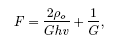 F = \frac{2\rho_o}{Ghv} + \frac{1}{G},